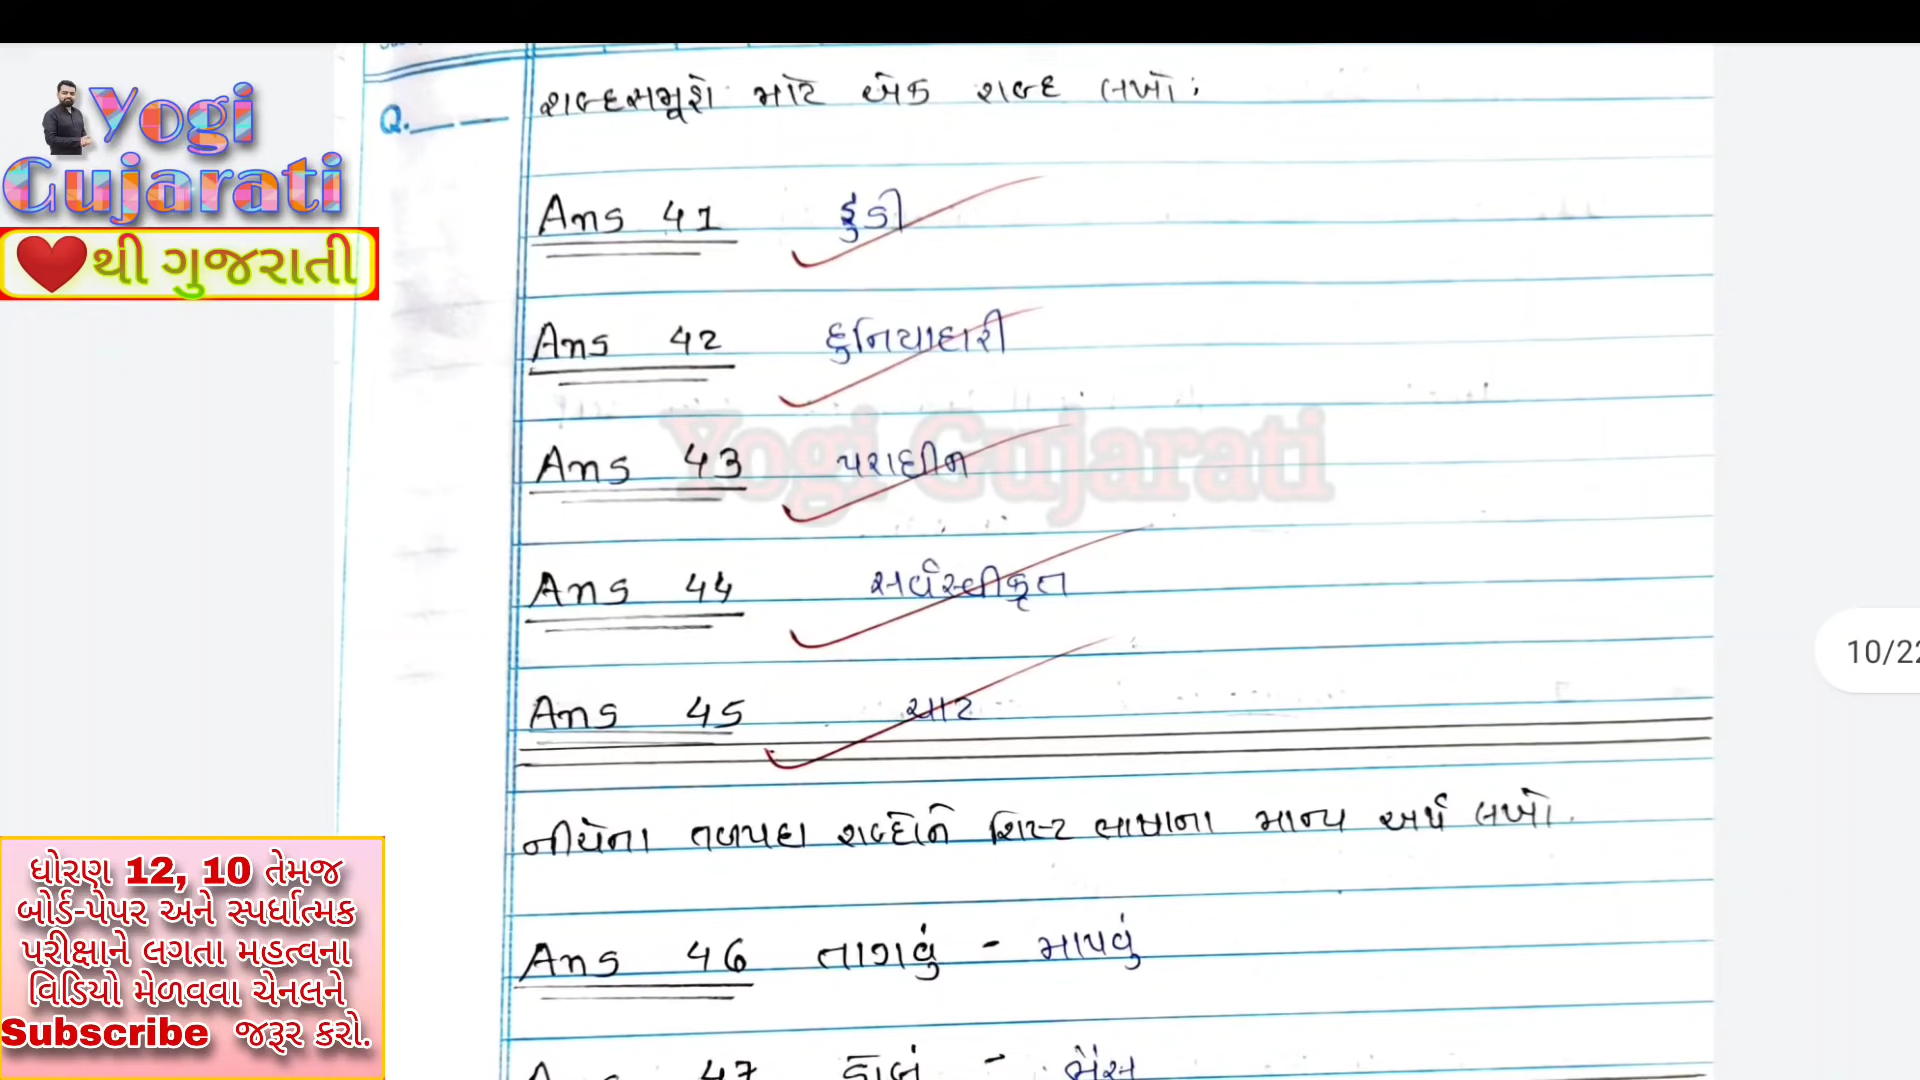 Yogi
Gujarati
થી ગુજરાતી
Q.
શબ્દસમૂહો માટે એક શબ્દ લખો:
Ans 41 કુંડી
Ans 42 દુનિયાદારી
Ans 43 પરાધીન
Ans 44 સર્વસ્વીકૃત
Ans 45
નીચેના તળપદા શબ્દોને શિષ્ટ ભાષાના માન્ય અર્થ લખો.
Ans 46 તાગવું - માપવું
47 - ભેંસ
Yogi Gujarati
10/22
ધોરણ 12, 10 તેમજ
બોર્ડ-પેપર અને સ્પર્ધાત્મક
પરીક્ષાને લગતા મહત્વના
વિડિયો મેળવવા ચેનલને
Subscribe જરૂર કરો.